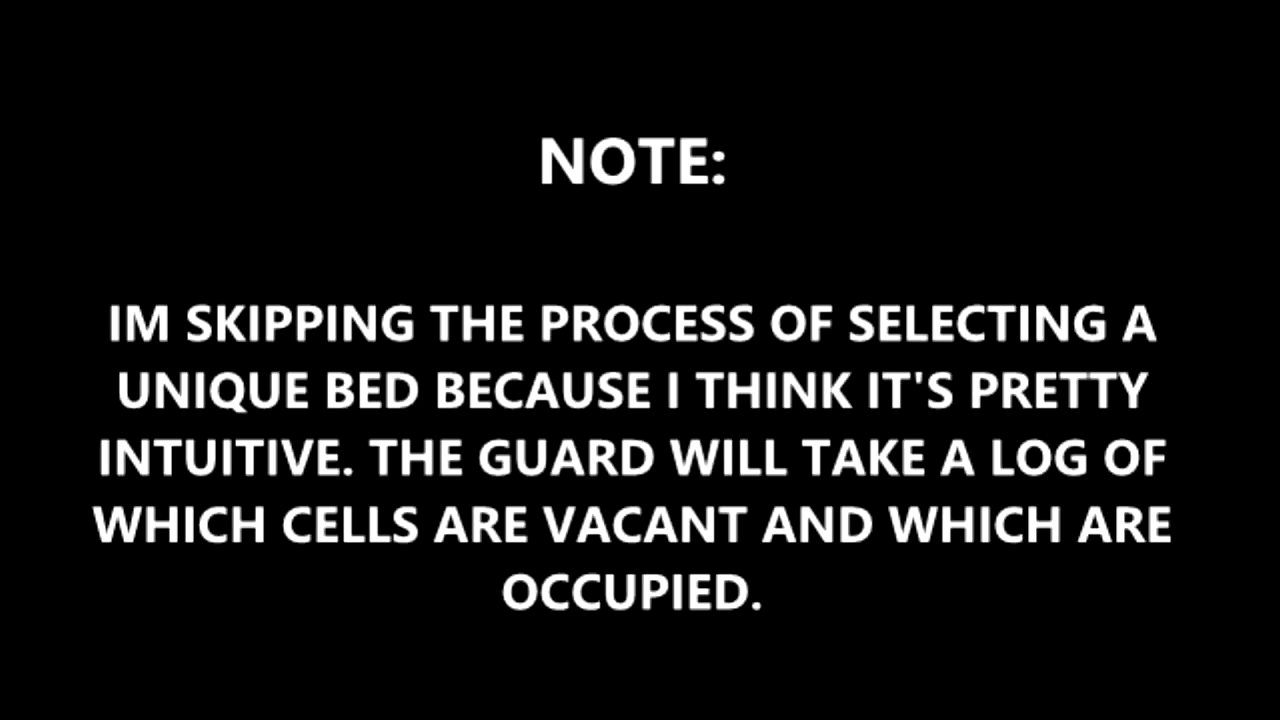 NOTE:
IM SKIPPING THE PROCESS OF SELECTING A
UNIQUE BED BECAUSE I THINK IT'S PRETTY
INTUITIVE. THE GUARD WILL TAKE A LOG OF
WHICH CELLS ARE VACANT AND WHICH ARE
OCCUPIED.